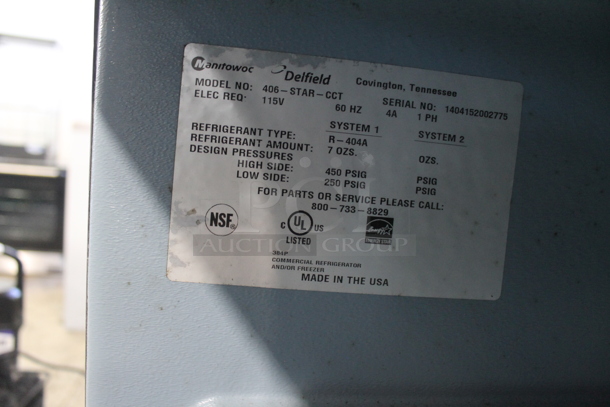 Manitowoc Delfield Covington, Tennessee
MODEL NO: 406-STAR-CCT SERIAL NO: 1404152002775
ELEC REQ: 115V 60 HZ 4A 1 PH
SYSTEM 1 SYSTEM 2
REFRIGERANT TYPE: R-404A
REFRIGERANT AMOUNT: 7 OZS. OZS.
DESIGN PRESSURES
HIGH SIDE: 450 PSIG PSIG
LOW SIDE: 250 PSIG PSIG
FOR PARTS OR SERVICE PLEASE CALL:
800-733-8829
NSF
C UL US
LISTED
AUCTION GROUP
384P
COMMERCIAL REFRIGERATOR
AND/OR FREEZER
MADE IN THE USA